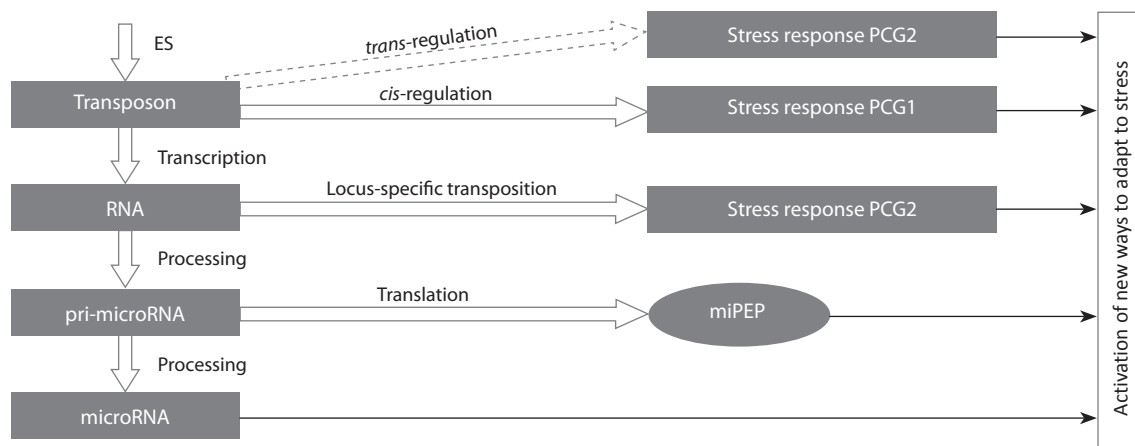 ES
trans-regulation
Stress response PCG2
Transposon
cis-regulation
Stress response PCG1
Transcription
RNA
Locus-specific transposition
Stress response PCG2
Processing
pri-microRNA
Translation
miPEP
Processing
microRNA
Activation of new ways to adapt to stress